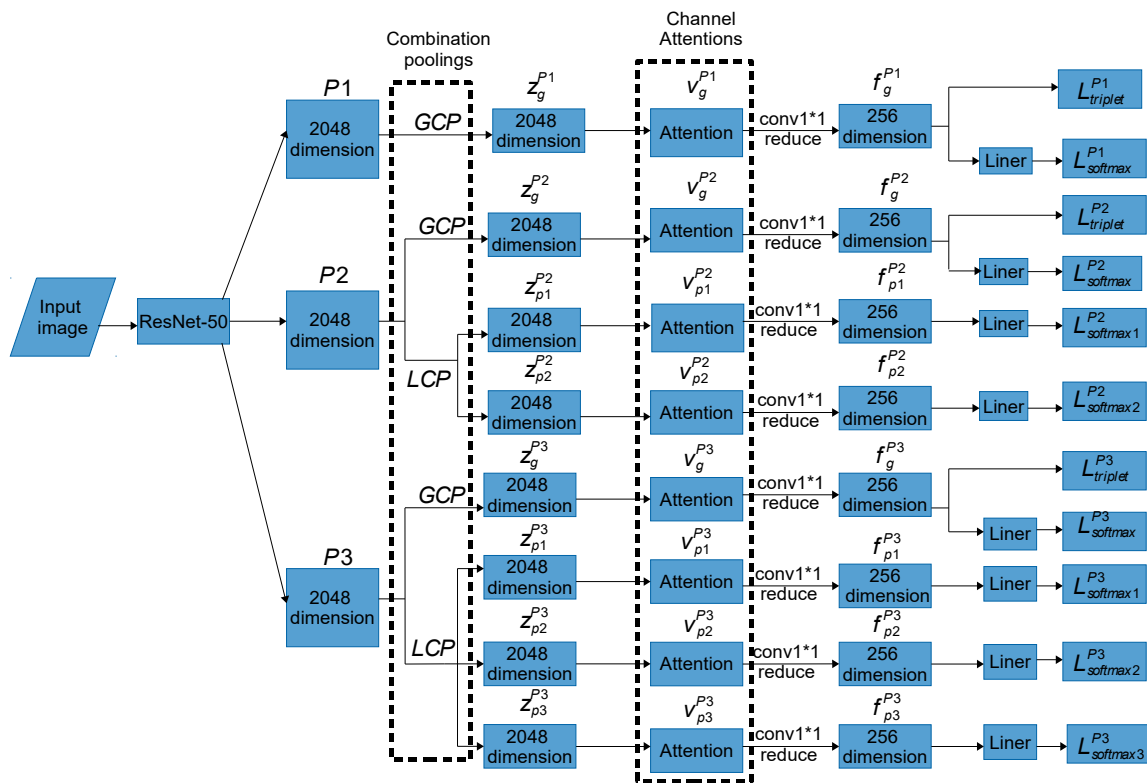 Combination
poolings
Channel
Attentions
P1
2048
dimension
GCP
z_g^{P1}
2048
dimension
v_g^{P1}
Attention
conv1*1
reduce
f_g^{P1}
256
dimension
L_{triplet}^{P1}
Liner
L_{softmax}^{P1}
Input
image
ResNet-50
P2
2048
dimension
GCP
z_g^{P2}
2048
dimension
v_g^{P2}
Attention
conv1*1
reduce
f_g^{P2}
256
dimension
L_{triplet}^{P2}
Liner
L_{softmax}^{P2}
LCP
z_{p1}^{P2}
2048
dimension
v_{p1}^{P2}
Attention
conv1*1
reduce
f_{p1}^{P2}
256
dimension
Liner
L_{softmax1}^{P2}
z_{p2}^{P2}
2048
dimension
v_{p2}^{P2}
Attention
conv1*1
reduce
f_{p2}^{P2}
256
dimension
Liner
L_{softmax2}^{P2}
P3
2048
dimension
GCP
z_g^{P3}
2048
dimension
v_g^{P3}
Attention
conv1*1
reduce
f_g^{P3}
256
dimension
L_{triplet}^{P3}
Liner
L_{softmax}^{P3}
LCP
z_{p1}^{P3}
2048
dimension
v_{p1}^{P3}
Attention
conv1*1
reduce
f_{p1}^{P3}
256
dimension
Liner
L_{softmax1}^{P3}
z_{p2}^{P3}
2048
dimension
v_{p2}^{P3}
Attention
conv1*1
reduce
f_{p2}^{P3}
256
dimension
Liner
L_{softmax2}^{P3}
z_{p3}^{P3}
2048
dimension
v_{p3}^{P3}
Attention
conv1*1
reduce
f_{p3}^{P3}
256
dimension
Liner
L_{softmax3}^{P3}